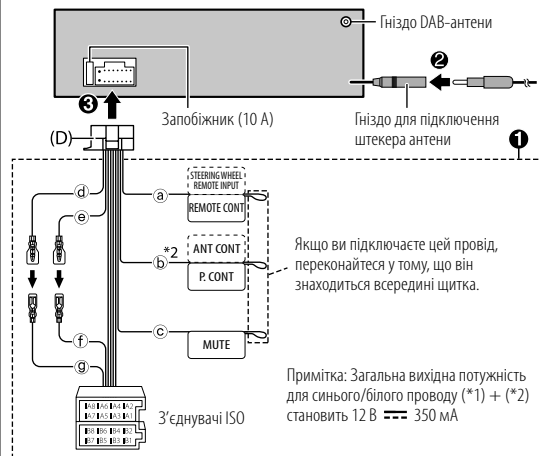 Гніздо DAB-антени
❷
❸
Запобіжник (10 А)
Гніздо для підключення
штекера антени
❶
(D)
STEERING WHEEL
REMOTE INPUT
REMOTE CONT
ⓓ
ⓐ
ⓔ
*2
ANT CONT
ⓑ
P. CONT
Якщо ви підключаєте цей провід,
переконайтеся у тому, що він
знаходиться всередині щитка.
ⓒ
MUTE
ⓕ
ⓖ
Примітка: Загальна вихідна потужність
для синього/білого проводу (*1) + (*2)
становить 12 В ⎓ 350 мА
З’єднувачі ISO
A8 A6 A4 A2
A7 A5 A3 A1
B8 B6 B4 B2
B7 B5 B3 B1